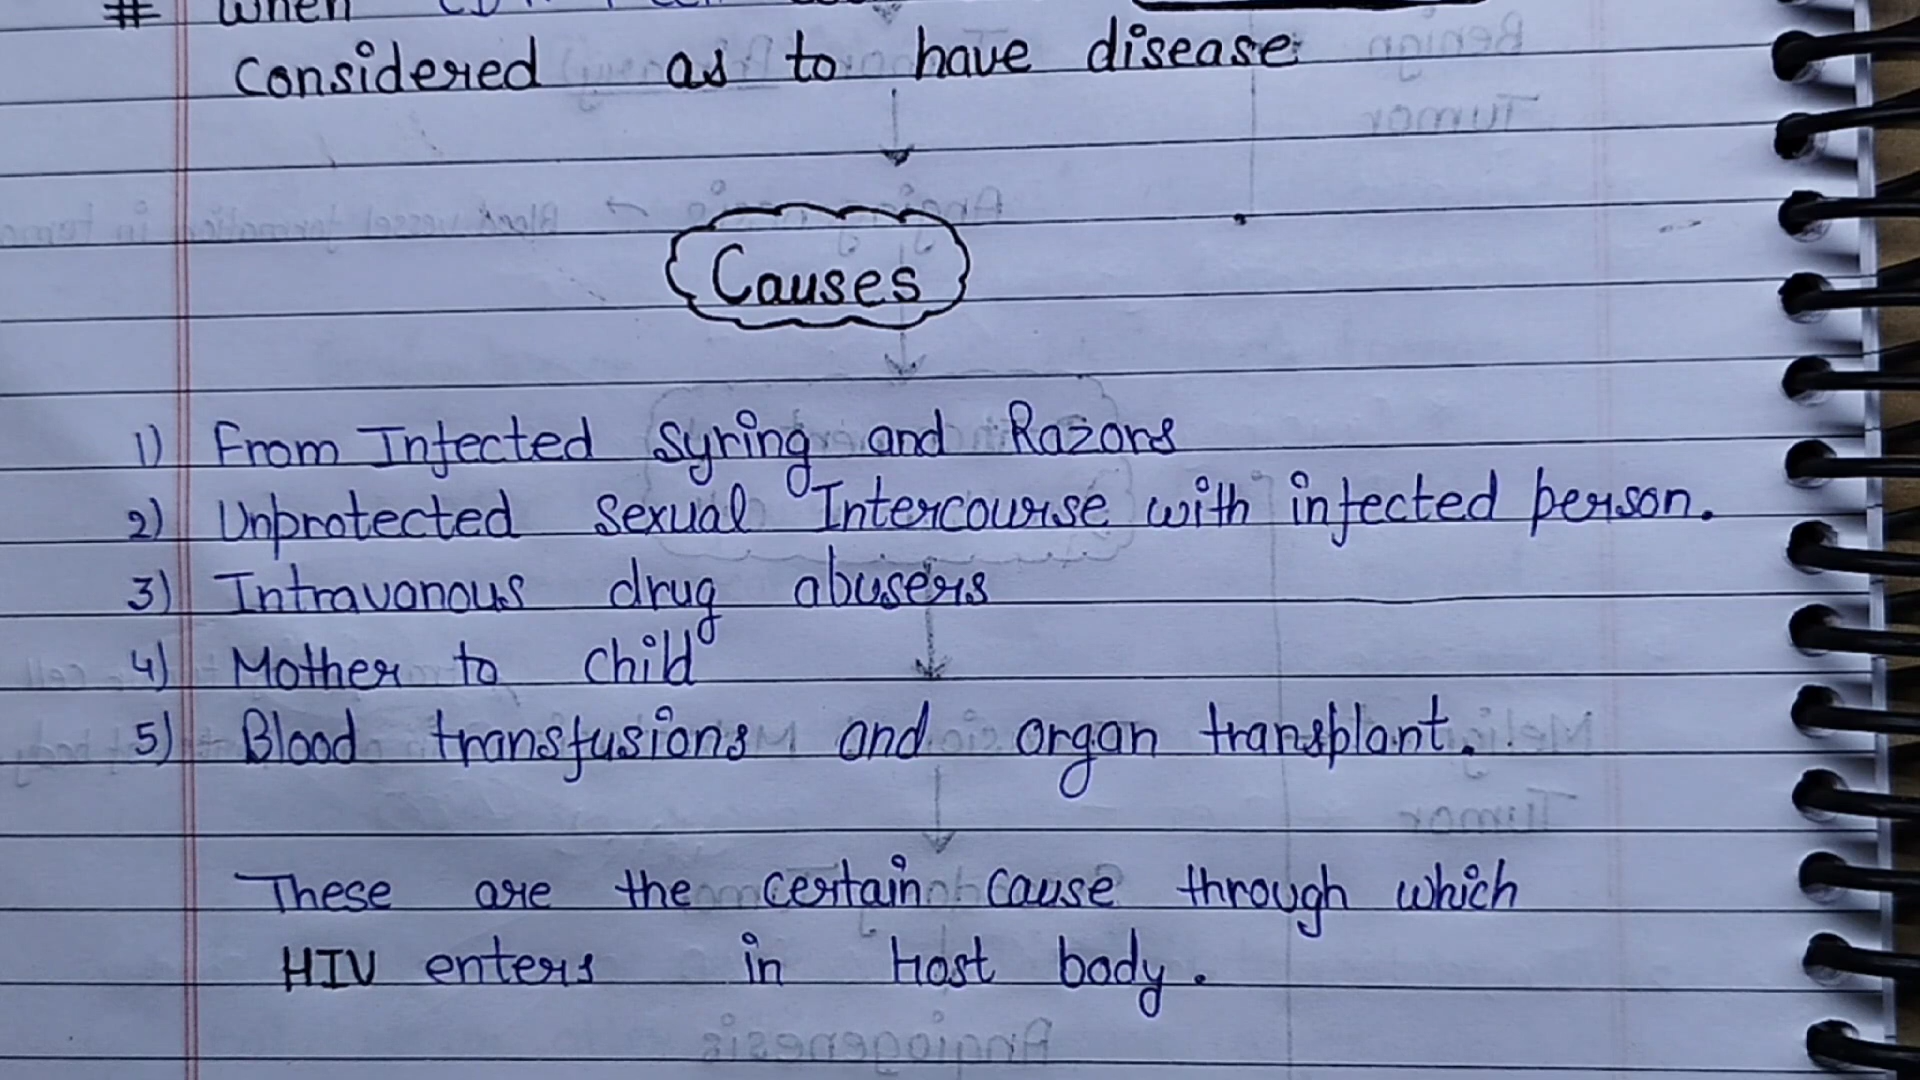 # When
Considered as to have disease
Causes
1) From Infected Syring and Razors
2) Unprotected Sexual Intercourse with infected person.
3) Intravonous drug abusers
4) Mother to Child
5) Blood transfusions and organ transplant.
These are the certain cause through which
HIV enters in host body.